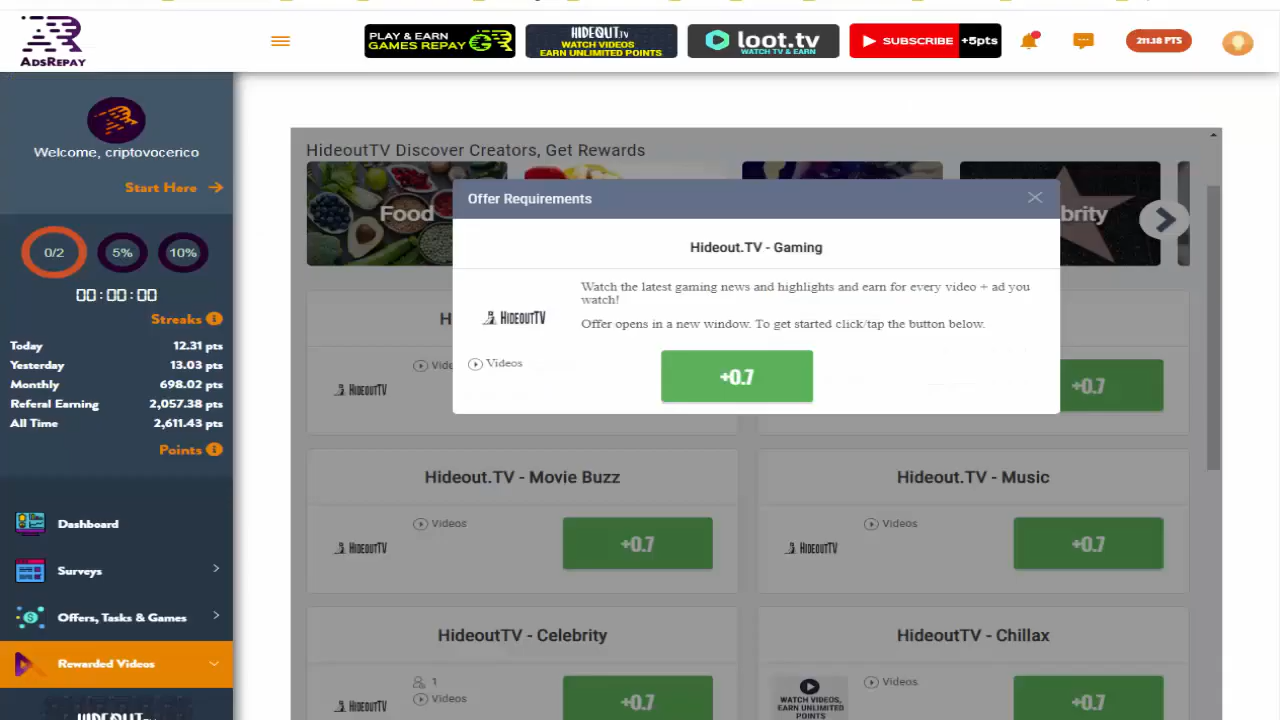 AR
ADSREPAY
PLAY & EARN
GAMES REPAY
HIDEOUT.TV
WATCH VIDEOS
EARN UNLIMITED POINTS
loot.tv
WATCH TV & EARN
SUBSCRIBE +5pts
211.18 PTS
Welcome, criptovocerico
Start Here
0/2
5%
10%
00:00:00
Streaks
Today 12.31 pts
Yesterday 13.03 pts
Monthly 698.02 pts
Referal Earning 2,057.38 pts
All Time 2,611.43 pts
Points
Dashboard
Surveys
Offers, Tasks & Games
Rewarded Videos
HIDEOUT.TV
HideoutTV Discover Creators, Get Rewards
Food
brity
Offer Requirements
Hideout.TV - Gaming
HIDEOUTTV
Watch the latest gaming news and highlights and earn for every video + ad you
watch!
Offer opens in a new window. To get started click/tap the button below.
Videos
+0.7
H
Vide
HIDEOUTTV
+0.7
Hideout.TV - Movie Buzz
Videos
HIDEOUTTV
+0.7
Hideout.TV - Music
Videos
HIDEOUTTV
+0.7
HideoutTV - Celebrity
1
Videos
HIDEOUTTV
+0.7
HideoutTV - Chillax
Videos
WATCH VIDEOS,
EARN UNLIMITED
POINTS
+0.7